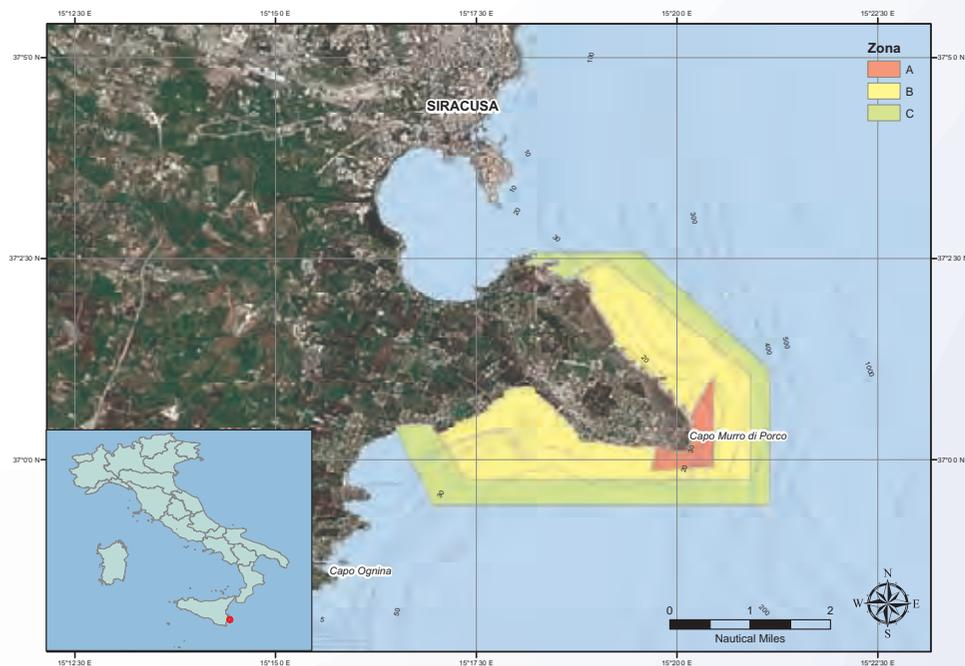 15°12'30 E 15°15'0 E 15°17'30 E 15°20'0 E 15°22'30 E
37°5'0 N 37°5'0 N
Zona
A
B
C
SIRACUSA
100
10
10
20
30
300
37°2'30 N 37°2'30 N
20
400
500
1000
Capo Murro di Porco
30
20
37°0'0 N 37°0'0 N
30
Capo Ognina
50
5
200
0 1 2
Nautical Miles
N
W E
S
15°12'30 E 15°15'0 E 15°17'30 E 15°20'0 E 15°22'30 E